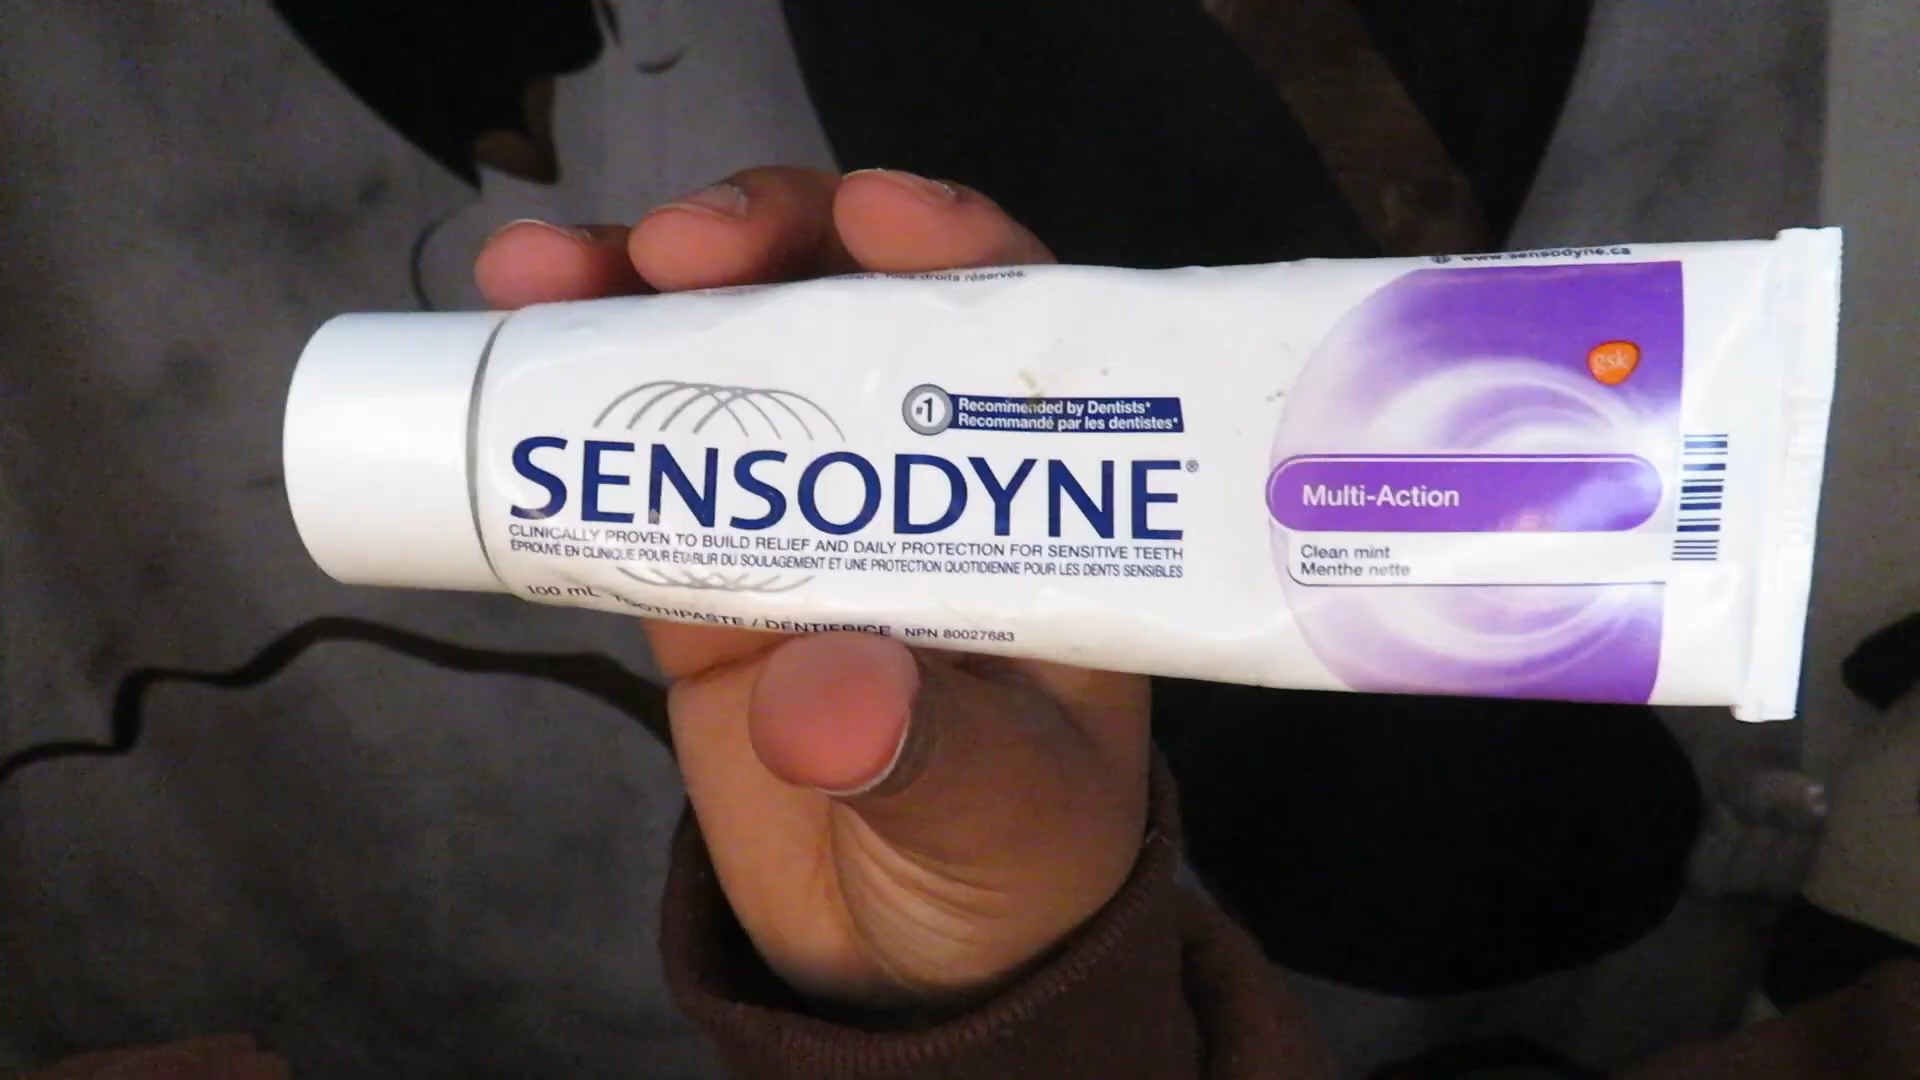 droits réservés.
www.sensodyne.ca
gsk
#1
Recommended by Dentists*
Recommandé par les dentistes*
SENSODYNE®
CLINICALLY PROVEN TO BUILD RELIEF AND DAILY PROTECTION FOR SENSITIVE TEETH
ÉPROUVÉ EN CLINIQUE POUR ÉTABLIR DU SOULAGEMENT ET UNE PROTECTION QUOTIDIENNE POUR LES DENTS SENSIBLES
Multi-Action
Clean mint
Menthe nette
100 mL TOOTHPASTE / DENTIFRICE NPN 80027683